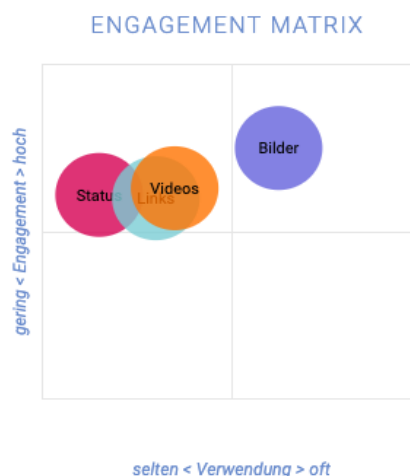 ENGAGEMENT MATRIX
gering < Engagement > hoch
Bilder
Status
Links
Videos
selten < Verwendung > oft